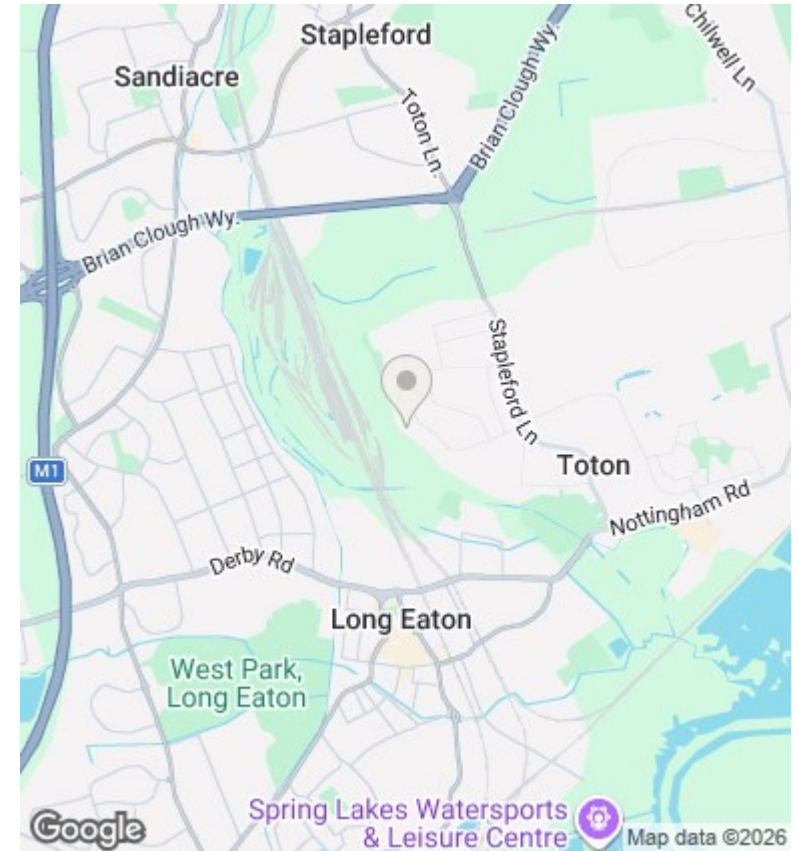 Stapleford
Sandiacre
Chilwell Ln
Toton Ln.
Brian Clough Wy.
Brian Clough Wy.
Stapleford Ln
M1
Toton
Nottingham Rd
Derby Rd
Long Eaton
West Park,
Long Eaton
Spring Lakes Watersports
& Leisure Centre
Google
Map data ©2026